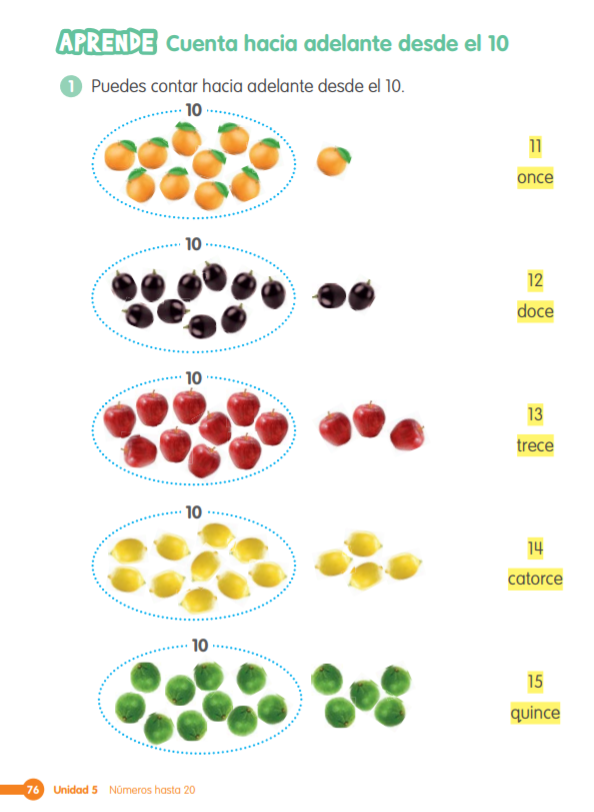 APRENDE Cuenta hacia adelante desde el 10
1 Puedes contar hacia adelante desde el 10.
10
11
once
10
12
doce
10
13
trece
10
14
catorce
10
15
quince
76 Unidad 5 Números hasta 20